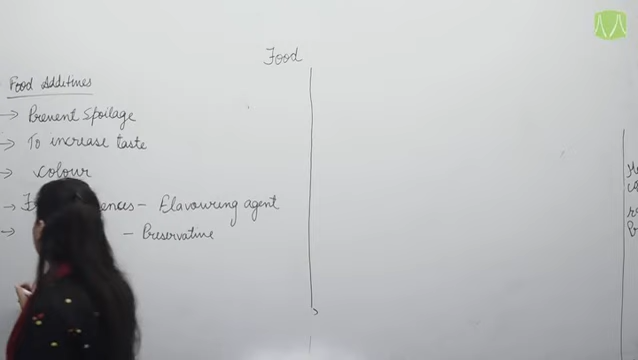 Food
Food Additives
→ Prevent Spoilage
→ To increase taste
→ colour
→ – Flavouring agent
→ – Preservative